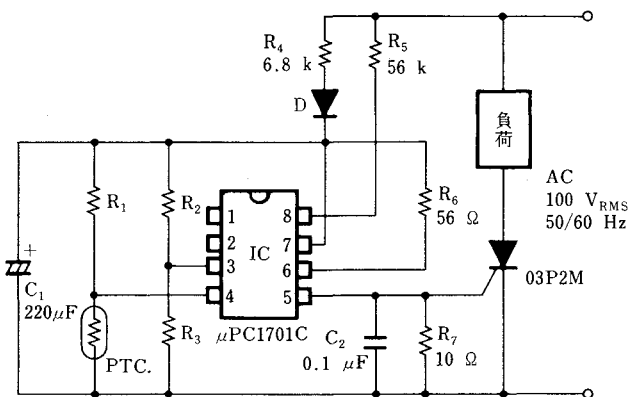 R4
6.8 k
R5
56 k
D
負荷
AC
100 VRMS
50/60 Hz
R1
R2
1
2
3
4
IC
8
7
6
5
R6
56 Ω
03P2M
+
C1
220μF
R3
μPC1701C
C2
0.1 μF
R7
10 Ω
PTC.